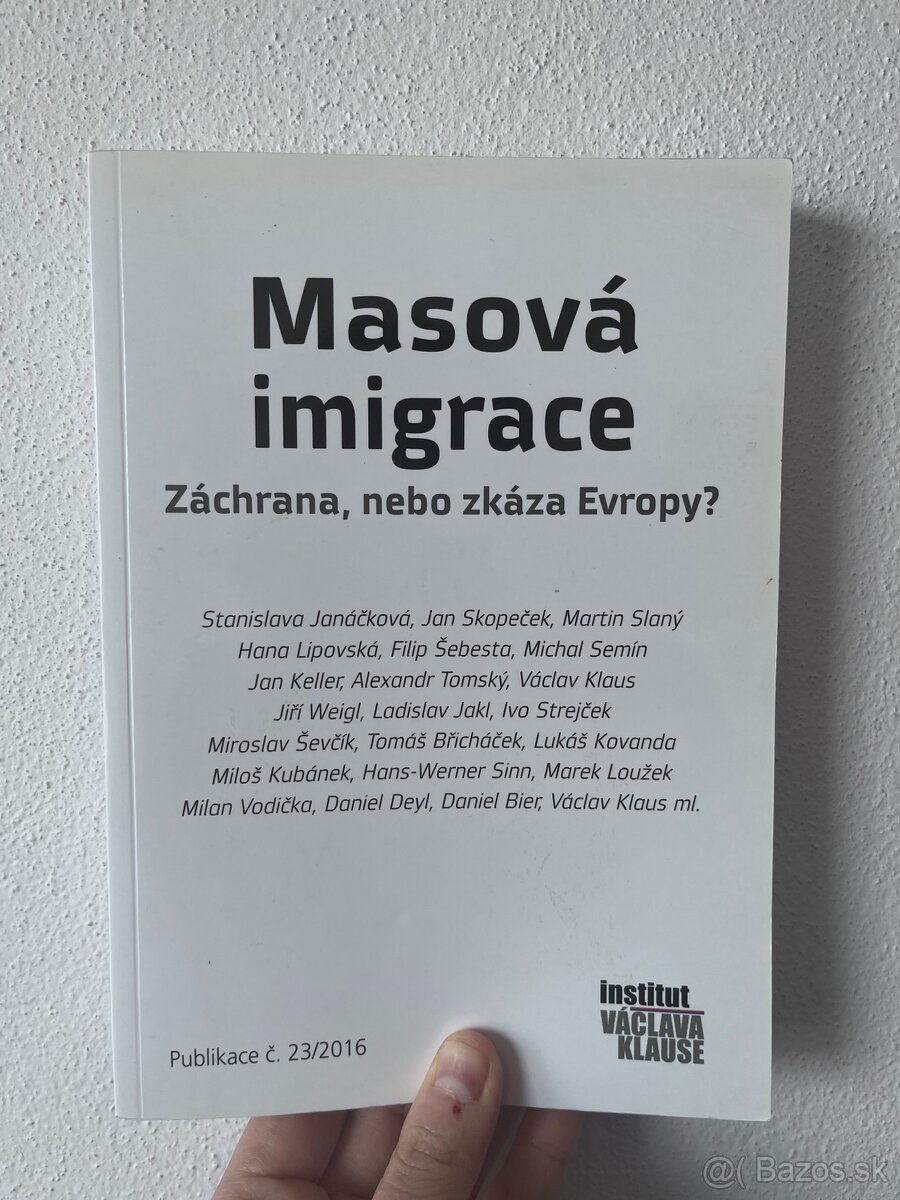 Masová
imigrace
Záchrana, nebo zkáza Evropy?
Stanislava Janáčková, Jan Skopeček, Martin Slaný
Hana Lipovská, Filip Šebesta, Michal Semín
Jan Keller, Alexandr Tomský, Václav Klaus
Jiří Weigl, Ladislav Jakl, Ivo Strejček
Miroslav Ševčík, Tomáš Břicháček, Lukáš Kovanda
Miloš Kubánek, Hans-Werner Sinn, Marek Loužek
Milan Vodička, Daniel Deyl, Daniel Bier, Václav Klaus ml.
institut
VÁCLAVA
KLAUSE
Publikace č. 23/2016
@( Bazos.sk